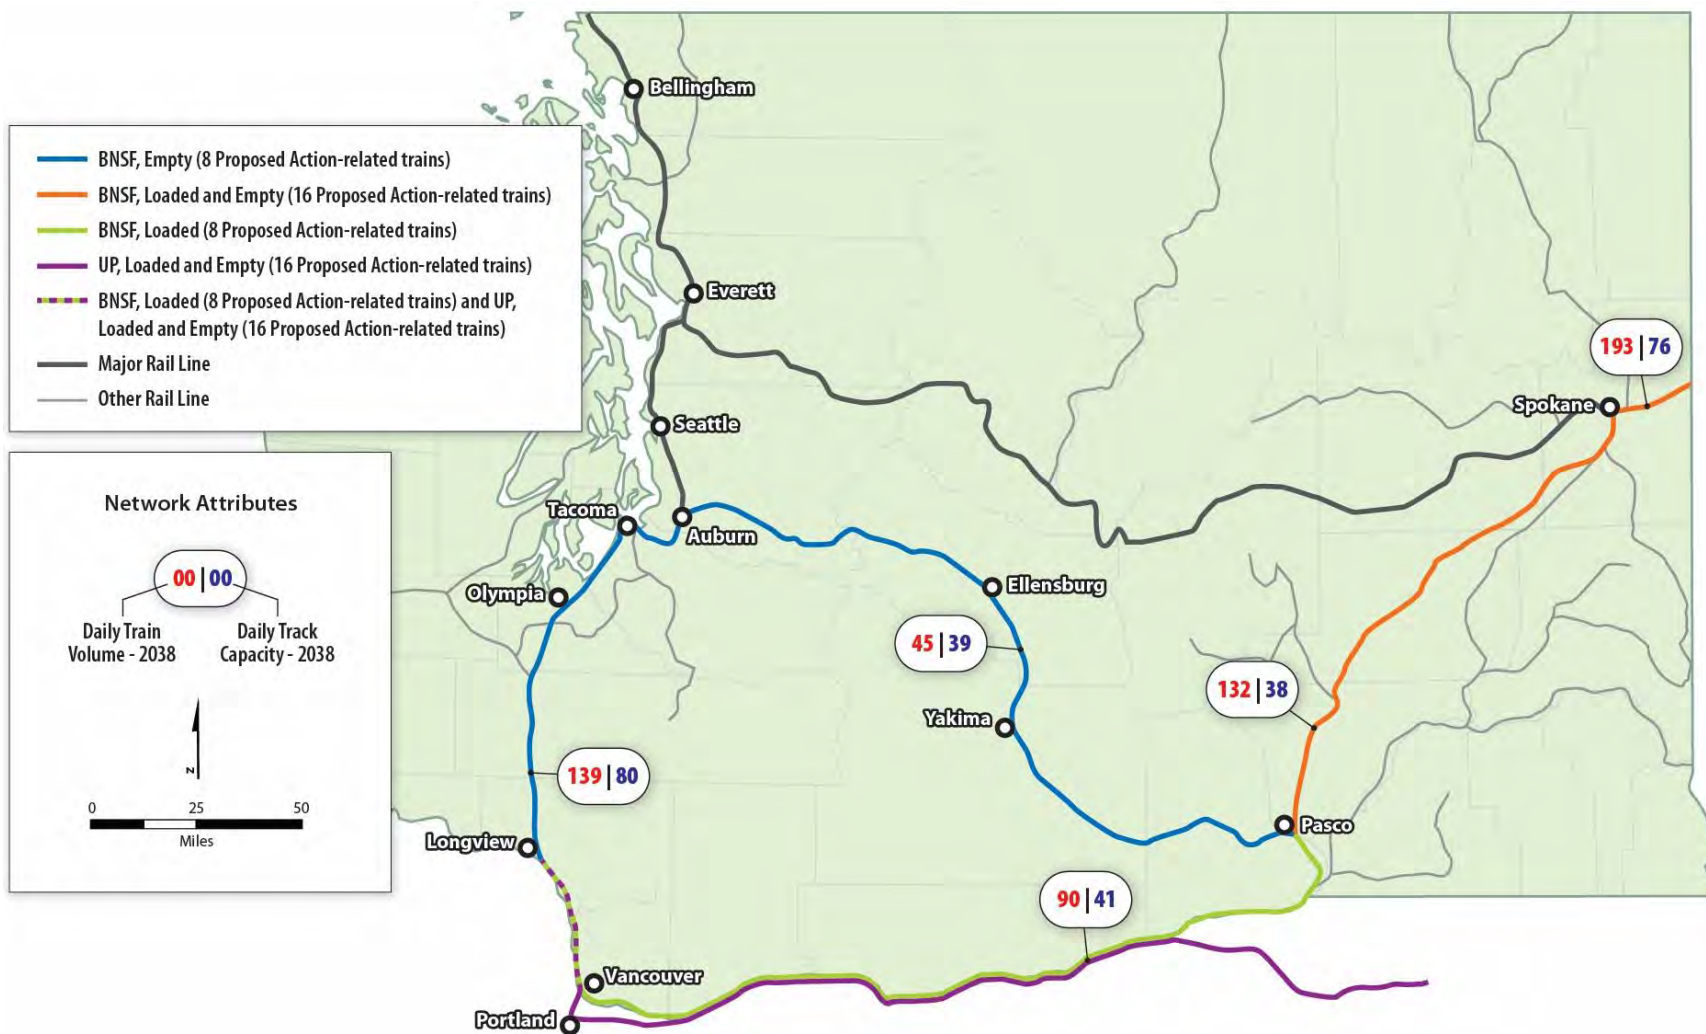 Bellingham
BNSF, Empty (8 Proposed Action-related trains)
BNSF, Loaded and Empty (16 Proposed Action-related trains)
BNSF, Loaded (8 Proposed Action-related trains)
UP, Loaded and Empty (16 Proposed Action-related trains)
BNSF, Loaded (8 Proposed Action-related trains) and UP,
Loaded and Empty (16 Proposed Action-related trains)
Major Rail Line
Other Rail Line
Everett
193 | 76
Spokane
Seattle
Network Attributes
00 | 00
Daily Train
Volume - 2038
Daily Track
Capacity - 2038
N
0 25 50
Miles
Tacoma
Auburn
Olympia
Ellensburg
45 | 39
132 | 38
Yakima
139 | 80
Pasco
Longview
90 | 41
Vancouver
Portland